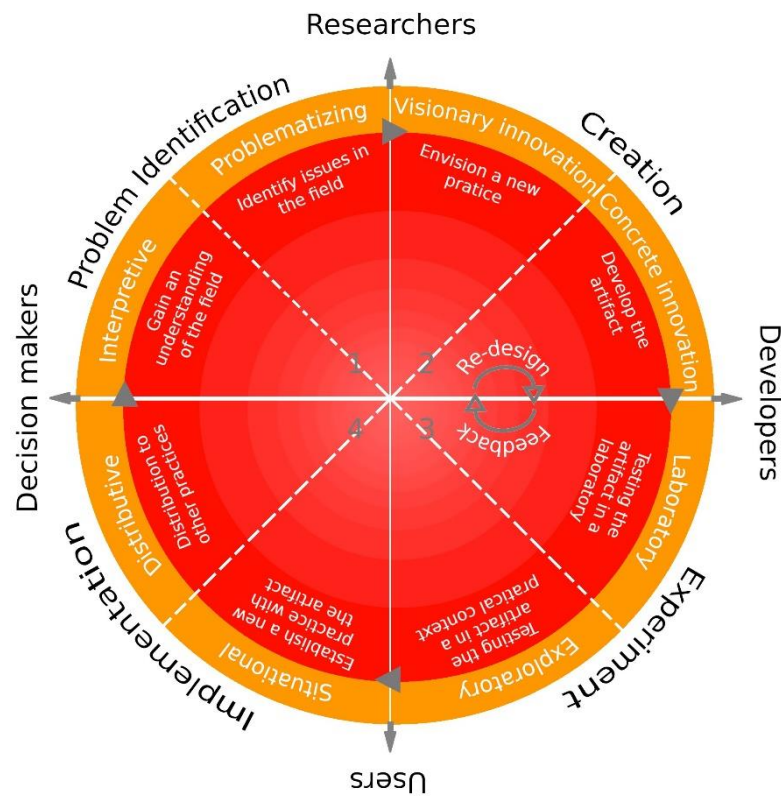 Researchers
Problem Identification
Creation
Problematizing
Visionary innovation
Identify issues in
the field
Envision a new
pratice
Interpretive
Gain an
understanding
of the field
Concrete innovation
Develop the
artifact
1
2
Re-design
Decision makers
Developers
4
3
Feedback
Distributive
Distribution to
other practices
Testing the
artifact in a
laboratory
Laboratory
Establish a new
practice with
the artifact
Testing the
artifact in a
pratical context
Situational
Exploratory
Implementation
Experiment
Users